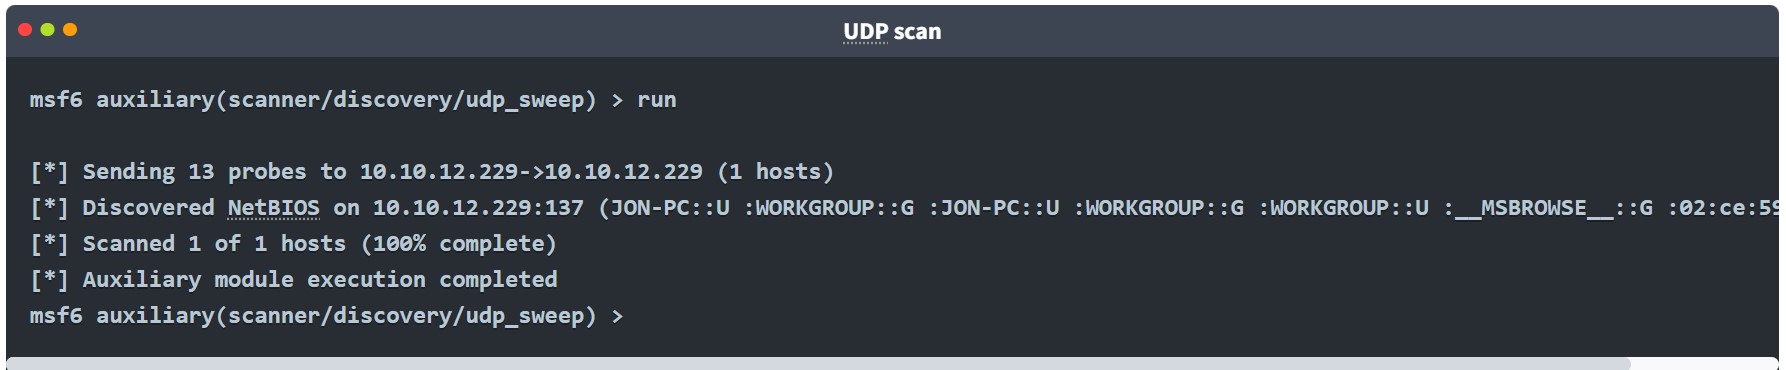 UDP scan
msf6 auxiliary(scanner/discovery/udp_sweep) > run
[*] Sending 13 probes to 10.10.12.229->10.10.12.229 (1 hosts)
[*] Discovered NetBIOS on 10.10.12.229:137 (JON-PC::U :WORKGROUP::G :JON-PC::U :WORKGROUP::G :WORKGROUP::U :__MSBROWSE__::G :02:ce:59
[*] Scanned 1 of 1 hosts (100% complete)
[*] Auxiliary module execution completed
msf6 auxiliary(scanner/discovery/udp_sweep) >